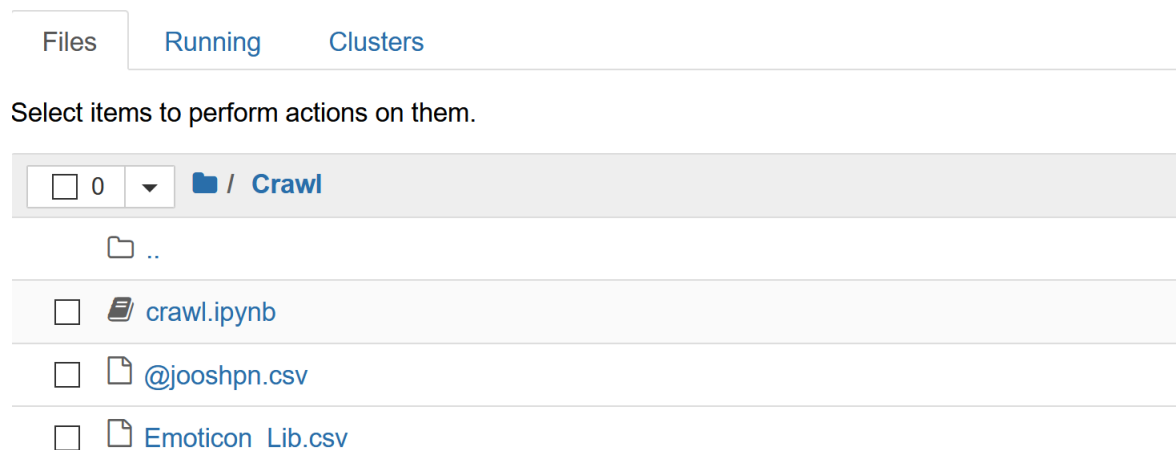 Files Running Clusters
Select items to perform actions on them.
0 / Crawl
..
crawl.ipynb
@jooshpn.csv
Emoticon_Lib.csv